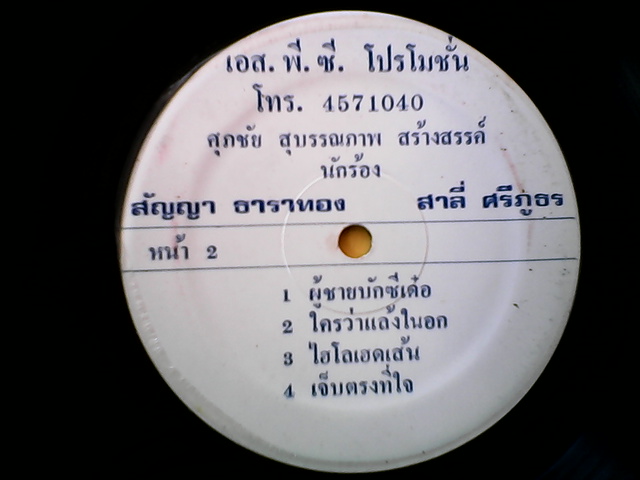 เอส. พี. ซี. โปรโมชั่น
โทร. 4571040
ศุภชัย สุบรรณภาพ สร้างสรรค์
นักร้อง
สัญญา ธาราทอง สาลี่ ศรีภูธร
หน้า 2
1 ผู้ชายบักซีเด๋อ
2 ใครว่าแล้งในอก
3 ไฮโลเฮดเส้น
4 เจ็บตรงที่ใจ